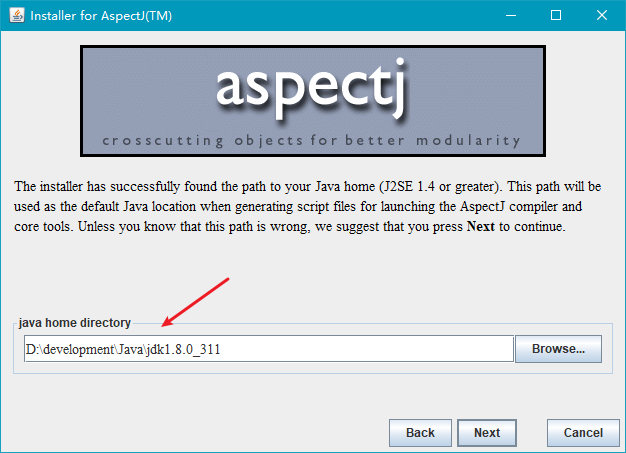 Installer for AspectJ(TM)
aspectj
crosscutting objects for better modularity
The installer has successfully found the path to your Java home (J2SE 1.4 or greater). This path will be
used as the default Java location when generating script files for launching the AspectJ compiler and
core tools. Unless you know that this path is wrong, we suggest that you press Next to continue.
java home directory
D:\development\Java\jdk1.8.0_311
Browse...
Back
Next
Cancel